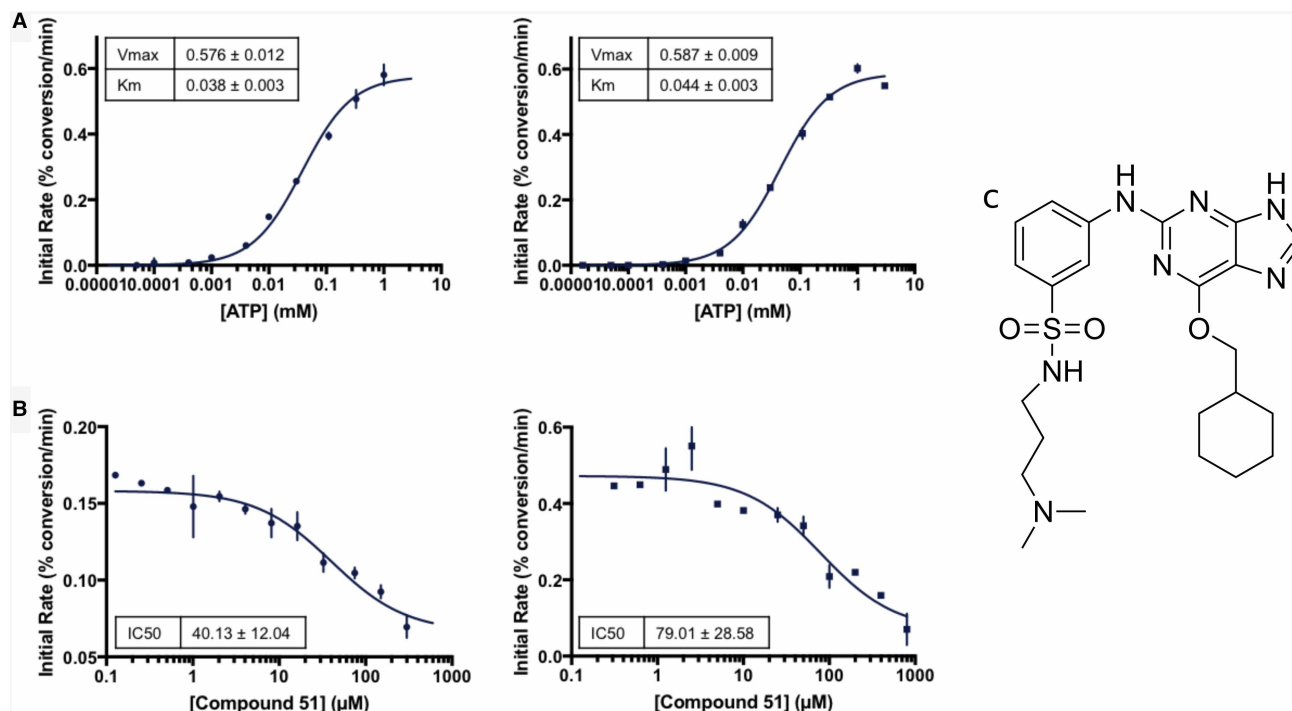 A
Initial Rate (% conversion/min)
Vmax 0.576 ± 0.012
Km 0.038 ± 0.003
0.6
0.4
0.2
0.0
0.00001 0.0001 0.001 0.01 0.1 1 10
[ATP] (mM)
Initial Rate (% conversion/min)
Vmax 0.587 ± 0.009
Km 0.044 ± 0.003
0.6
0.4
0.2
0.0
0.00001 0.0001 0.001 0.01 0.1 1 10
[ATP] (mM)
B
Initial Rate (% conversion/min)
0.20
0.15
0.10
0.05
IC50 40.13 ± 12.04
0.1 1 10 100 1000
[Compound 51] (µM)
Initial Rate (% conversion/min)
0.6
0.4
0.2
0.0
IC50 79.01 ± 28.58
0.1 1 10 100 1000
[Compound 51] (µM)
C
H
N
N
H
N
N
N
O=S=O
O
NH
N